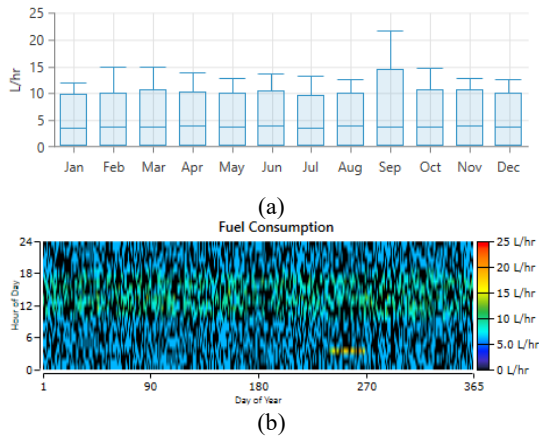 25
20
15
10
5
0
L/hr
Jan Feb Mar Apr May Jun Jul Aug Sep Oct Nov Dec
(a)
Fuel Consumption
24
18
12
6
0
Hour of Day
1 90 180 270 365
Day of Year
25 L/hr
20 L/hr
15 L/hr
10 L/hr
5.0 L/hr
0 L/hr
(b)